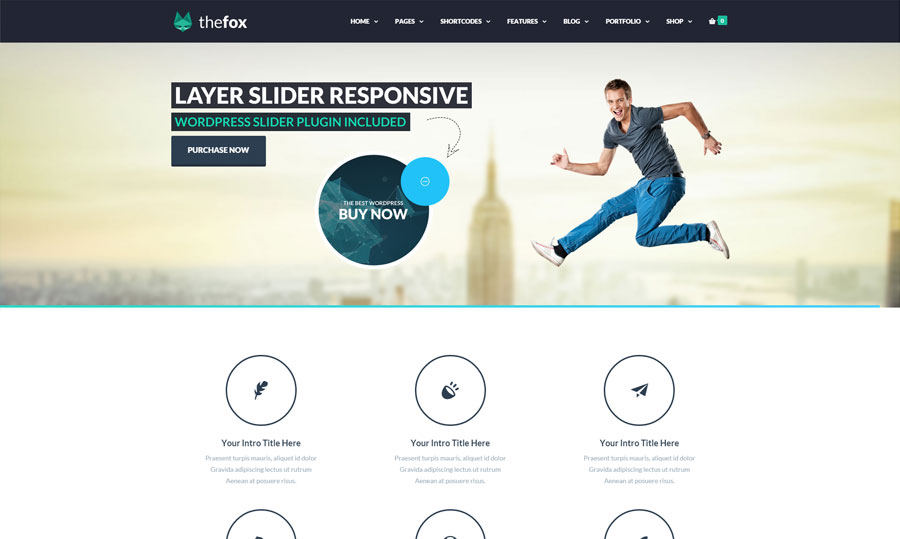 thefox
HOME PAGES SHORTCODES FEATURES BLOG PORTFOLIO SHOP 0
LAYER SLIDER RESPONSIVE
WORDPRESS SLIDER PLUGIN INCLUDED
PURCHASE NOW
THE BEST WORDPRESS
BUY NOW
Your Intro Title Here
Praesent turpis mauris, aliquet id dolor
Gravida adipiscing lectus ut rutrum
Aenean at posuere risus.
Your Intro Title Here
Praesent turpis mauris, aliquet id dolor
Gravida adipiscing lectus ut rutrum
Aenean at posuere risus.
Your Intro Title Here
Praesent turpis mauris, aliquet id dolor
Gravida adipiscing lectus ut rutrum
Aenean at posuere risus.